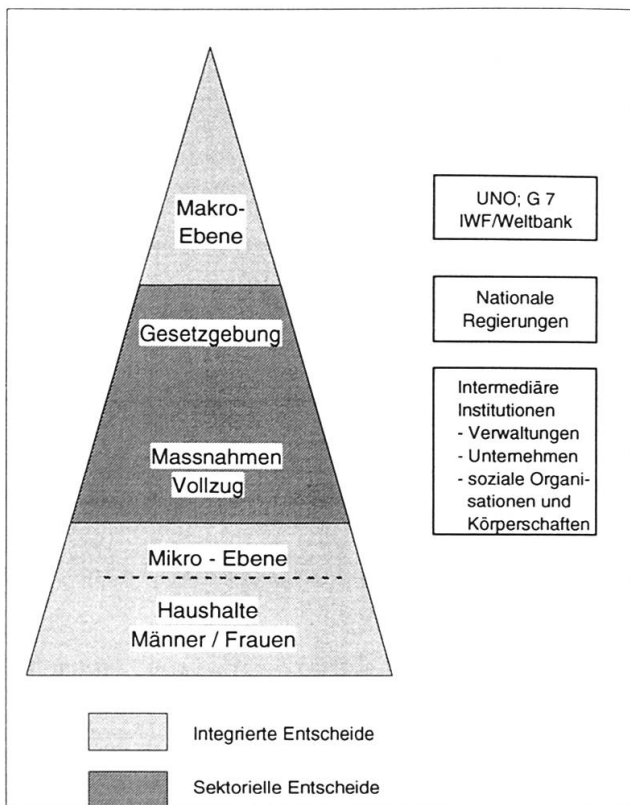 Makro-
Ebene
Gesetzgebung
Massnahmen
Vollzug
Mikro - Ebene
Haushalte
Männer / Frauen
UNO; G 7
IWF/Weltbank
Nationale
Regierungen
Intermediäre
Institutionen
- Verwaltungen
- Unternehmen
- soziale Organi-
sationen und
Körperschaften
Integrierte Entscheide
Sektorielle Entscheide